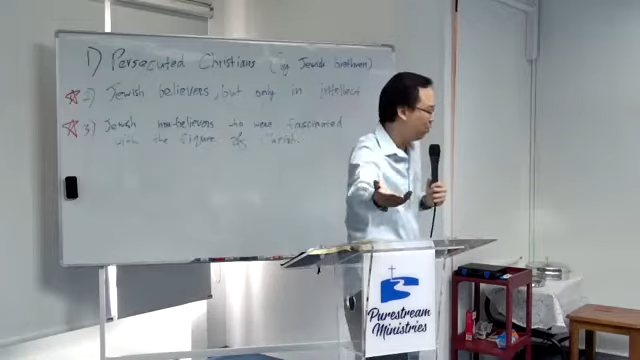 1) Persecuted Christians (by Jewish brethren)
2) Jewish believers, but only in intellect
3) Jewish non-believers who were fascinated
with the figure of Christ.
Purestream
Ministries